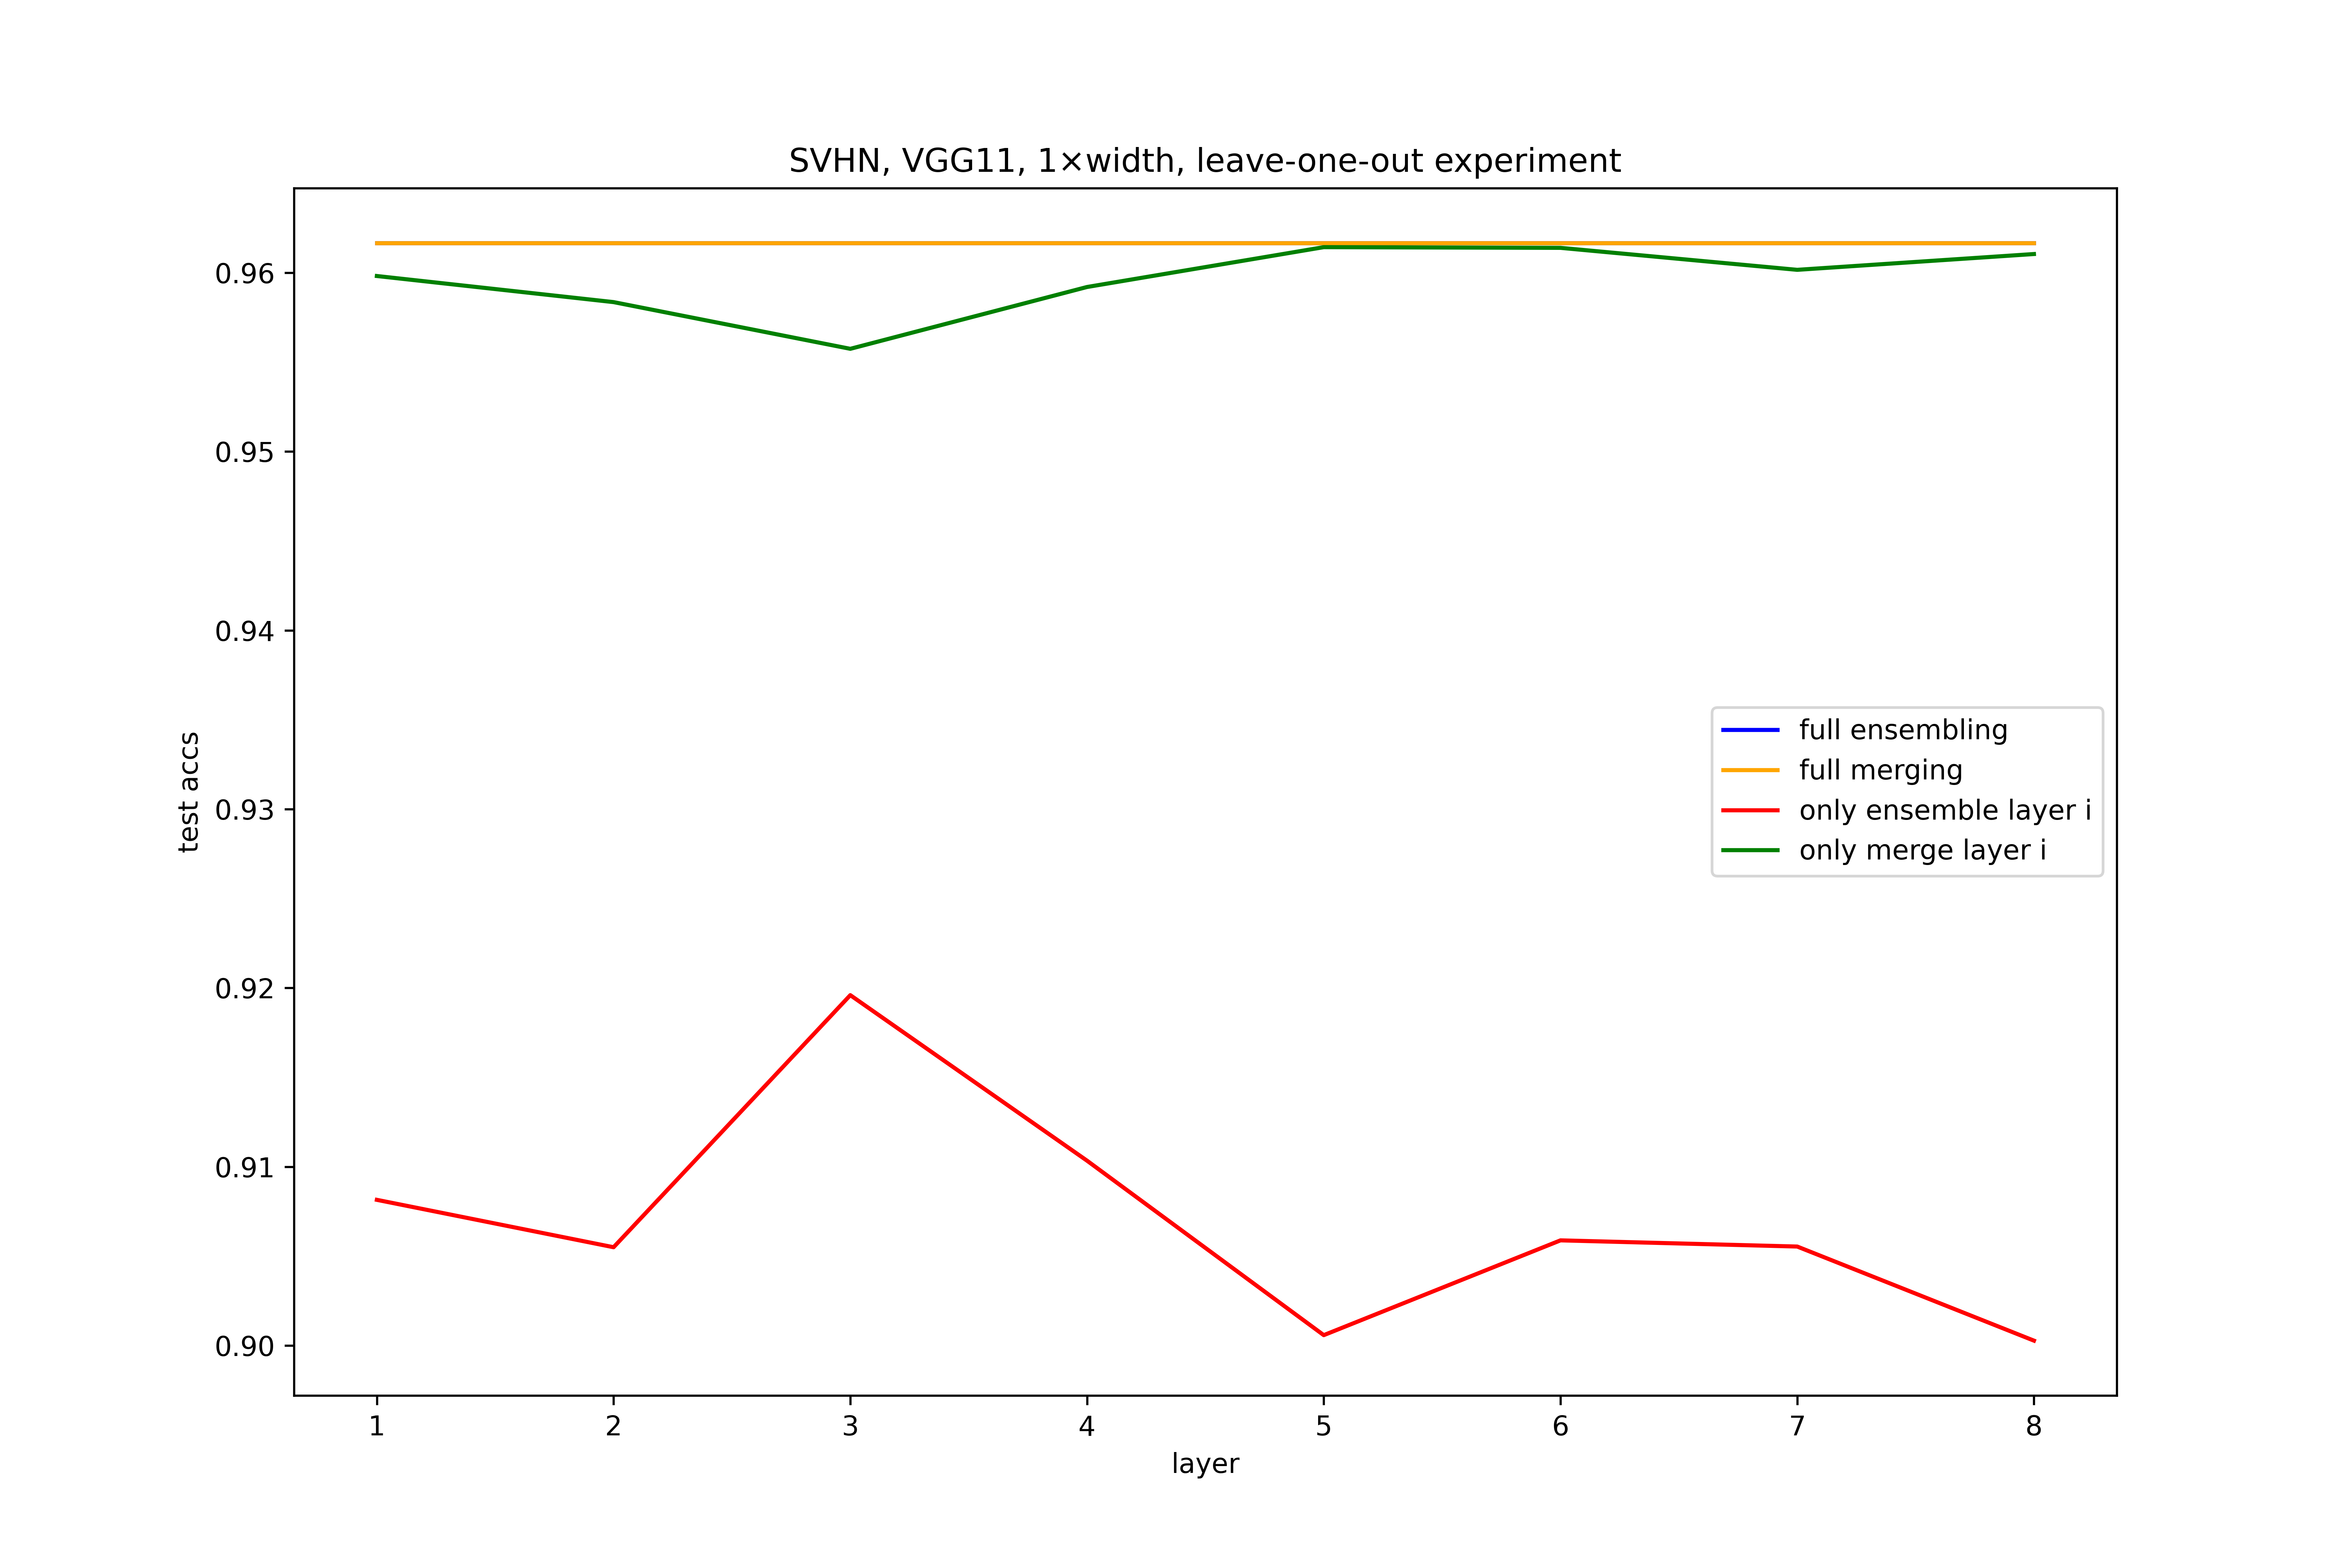 SVHN, VGG11, 1×width, leave-one-out experiment
0.96
0.95
0.94
0.93
0.92
0.91
0.90
test accs
full ensembling
full merging
only ensemble layer i
only merge layer i
1 2 3 4 5 6 7 8
layer